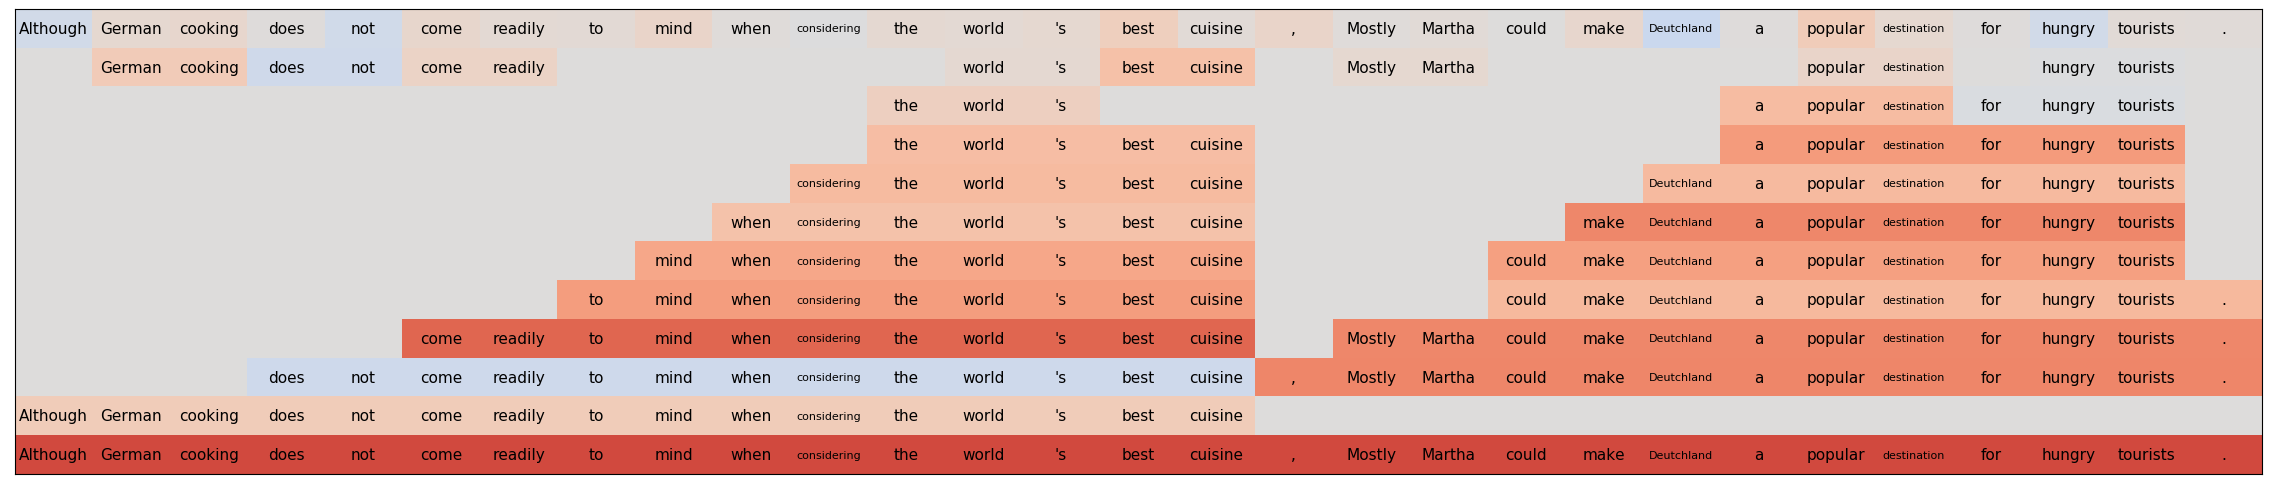 Although German cooking does not come readily to mind when considering the world 's best cuisine , Mostly Martha could make Deutchland a popular destination for hungry tourists .
German cooking does not come readily world 's best cuisine Mostly Martha popular destination hungry tourists
the world 's a popular destination for hungry tourists
the world 's best cuisine a popular destination for hungry tourists
considering the world 's best cuisine Deutchland a popular destination for hungry tourists
when considering the world 's best cuisine make Deutchland a popular destination for hungry tourists
mind when considering the world 's best cuisine could make Deutchland a popular destination for hungry tourists
to mind when considering the world 's best cuisine could make Deutchland a popular destination for hungry tourists .
come readily to mind when considering the world 's best cuisine Mostly Martha could make Deutchland a popular destination for hungry tourists .
does not come readily to mind when considering the world 's best cuisine , Mostly Martha could make Deutchland a popular destination for hungry tourists .
Although German cooking does not come readily to mind when considering the world 's best cuisine
Although German cooking does not come readily to mind when considering the world 's best cuisine , Mostly Martha could make Deutchland a popular destination for hungry tourists .